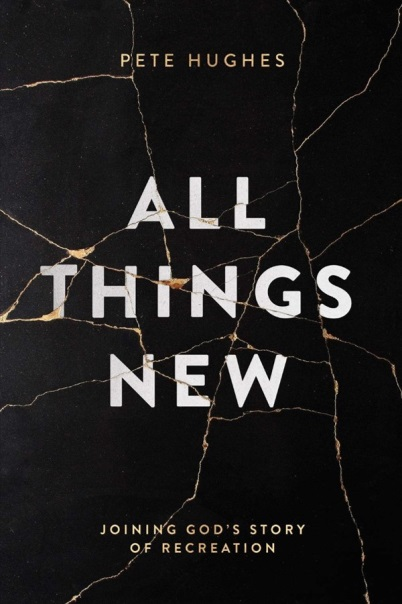 PETE HUGHES
ALL
THINGS
NEW
JOINING GOD'S STORY
OF RECREATION